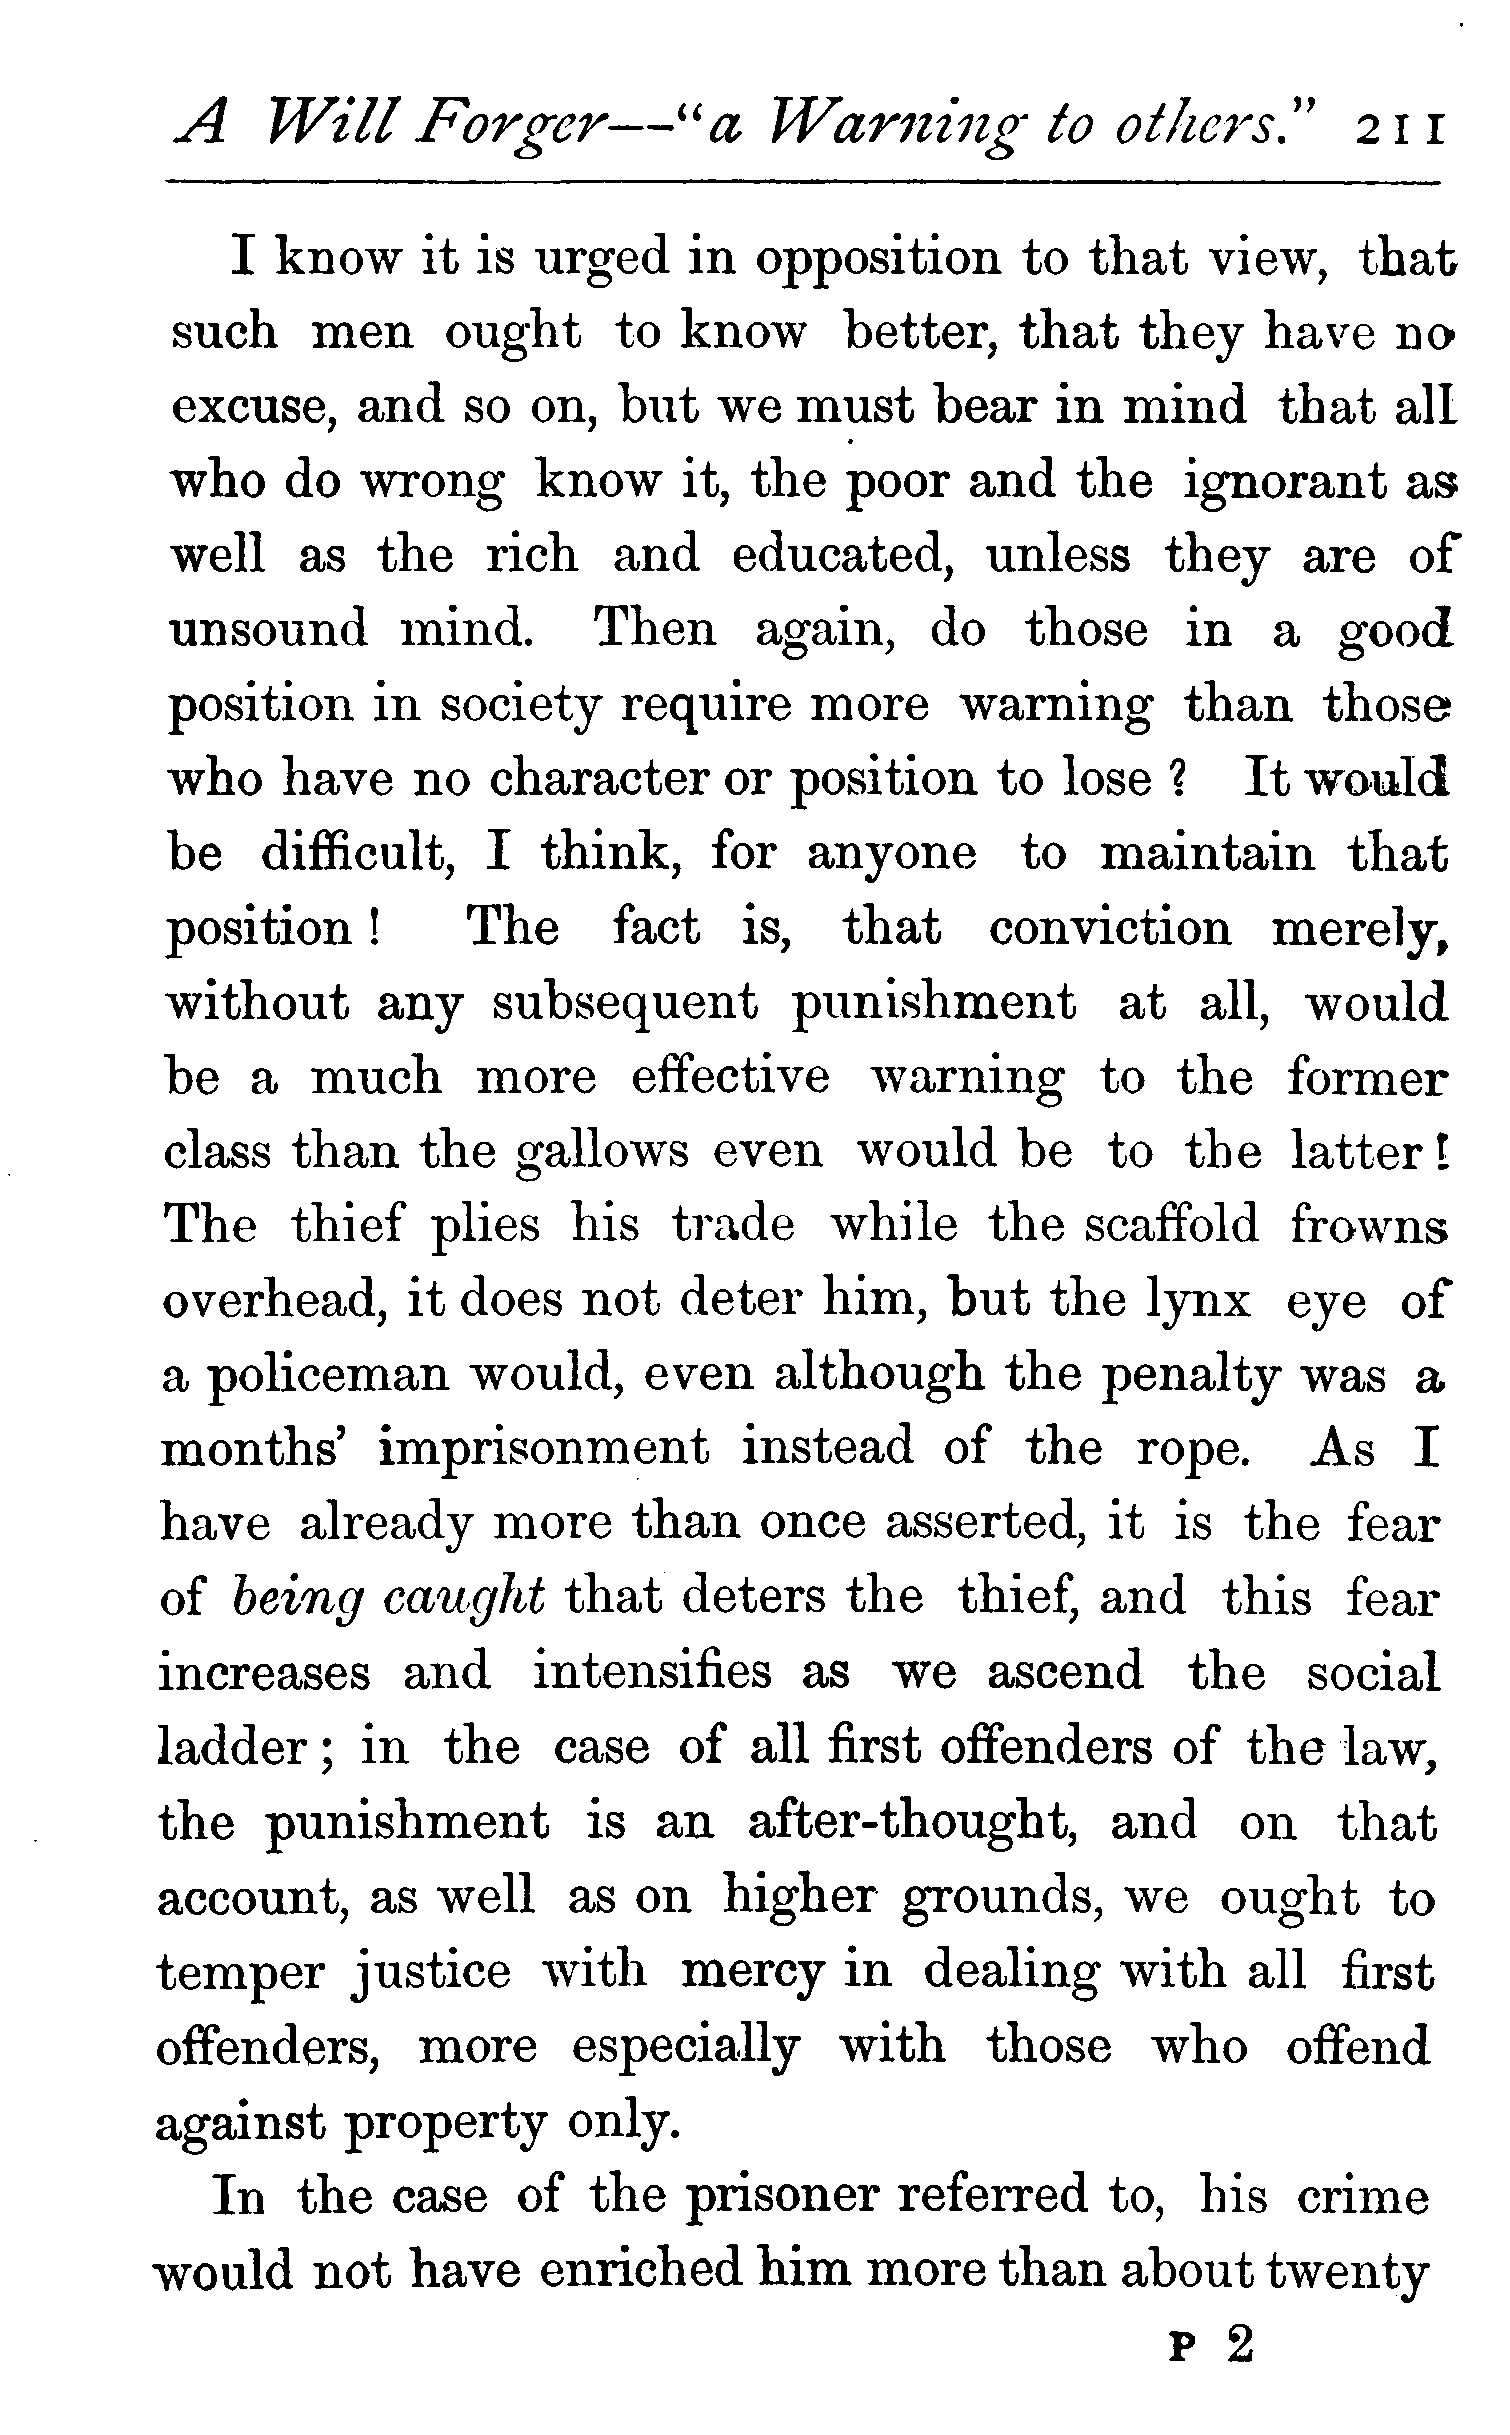 A Will Forger—"a Warning to others." 211
I know it is urged in opposition to that view, that
such men ought to know better, that they have no
excuse, and so on, but we must bear in mind that all
who do wrong know it, the poor and the ignorant as
well as the rich and educated, unless they are of
unsound mind. Then again, do those in a good
position in society require more warning than those
who have no character or position to lose ? It would
be difficult, I think, for anyone to maintain that
position ! The fact is, that conviction merely,
without any subsequent punishment at all, would
be a much more effective warning to the former
class than the gallows even would be to the latter !
The thief plies his trade while the scaffold frowns
overhead, it does not deter him, but the lynx eye of
a policeman would, even although the penalty was a
months' imprisonment instead of the rope. As I
have already more than once asserted, it is the fear
of being caught that deters the thief, and this fear
increases and intensifies as we ascend the social
ladder ; in the case of all first offenders of the law,
the punishment is an after-thought, and on that
account, as well as on higher grounds, we ought to
temper justice with mercy in dealing with all first
offenders, more especially with those who offend
against property only.
In the case of the prisoner referred to, his crime
would not have enriched him more than about twenty
P 2